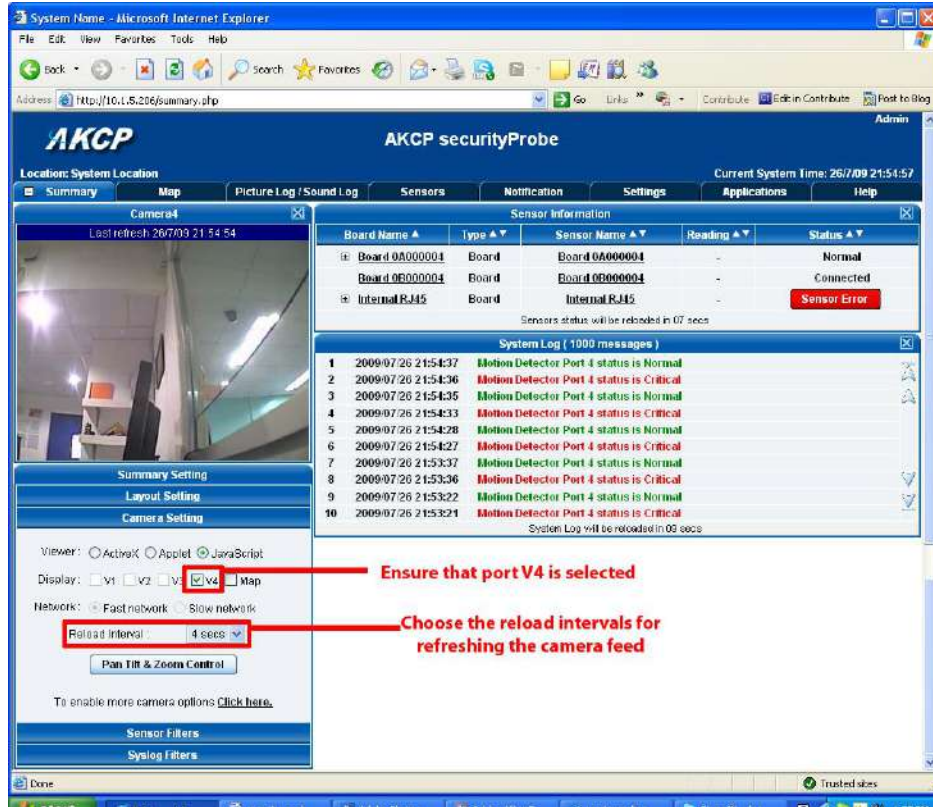 System Name - Microsoft Internet Explorer
File Edit View Favorites Tools Help
Back Search Favorites
Address http://10.1.5.206/summary.php Go Links » Contribute Edit in Contribute Post to Blog
Admin
AKCP AKCP securityProbe
Location: System Location Current System Time: 26/7/09 21:54:57
Summary Map Picture Log / Sound Log Sensors Notification Settings Applications Help
Camera4
Last refresh 26/7/09 21:54:54
Sensor Information
Board Name Type Sensor Name Reading Status
Board 0A000004 Board Board 0A000004 - Normal
Board 0B000004 Board Board 0B000004 - Connected
Internal RJ45 Board Internal RJ45 - Sensor Error
Sensors status will be reloaded in 07 secs
System Log ( 1000 messages )
1 2009/07/26 21:54:37 Motion Detector Port 4 status is Normal
2 2009/07/26 21:54:36 Motion Detector Port 4 status is Critical
3 2009/07/26 21:54:35 Motion Detector Port 4 status is Normal
4 2009/07/26 21:54:33 Motion Detector Port 4 status is Critical
5 2009/07/26 21:54:28 Motion Detector Port 4 status is Normal
6 2009/07/26 21:54:27 Motion Detector Port 4 status is Critical
7 2009/07/26 21:53:37 Motion Detector Port 4 status is Normal
8 2009/07/26 21:53:36 Motion Detector Port 4 status is Critical
9 2009/07/26 21:53:22 Motion Detector Port 4 status is Normal
10 2009/07/26 21:53:21 Motion Detector Port 4 status is Critical
System Log will be reloaded in 09 secs
Summary Setting
Layout Setting
Camera Setting
Viewer: ActiveX Applet JavaScript
Display: V1 V2 V3 V4 Map
Ensure that port V4 is selected
Network: Fast network Slow network
Reload Interval: 4 secs
Choose the reload intervals for
refreshing the camera feed
Pan Tilt & Zoom Control
To enable more camera options Click here.
Sensor Filters
Syslog Filters
Done Trusted sites